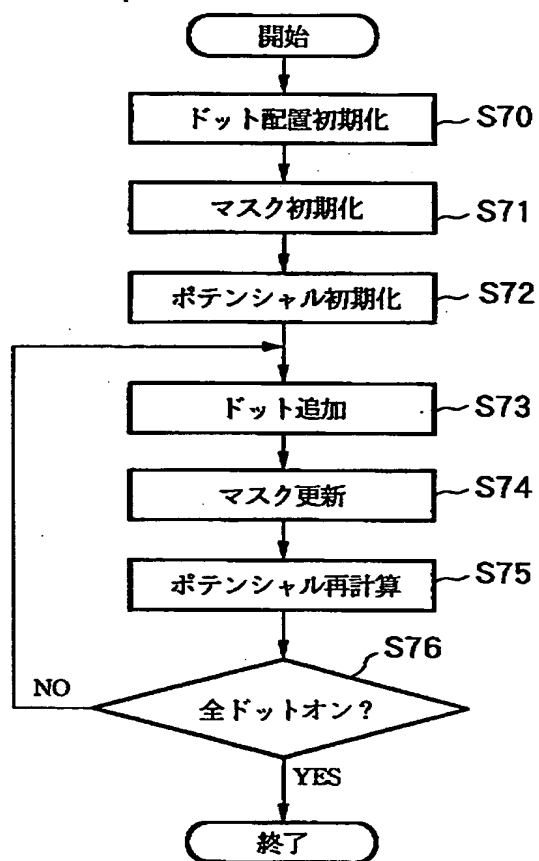 開始
ドット配置初期化 S70
マスク初期化 S71
ポテンシャル初期化 S72
ドット追加 S73
マスク更新 S74
ポテンシャル再計算 S75
S76
NO 全ドットオン?
YES
終了